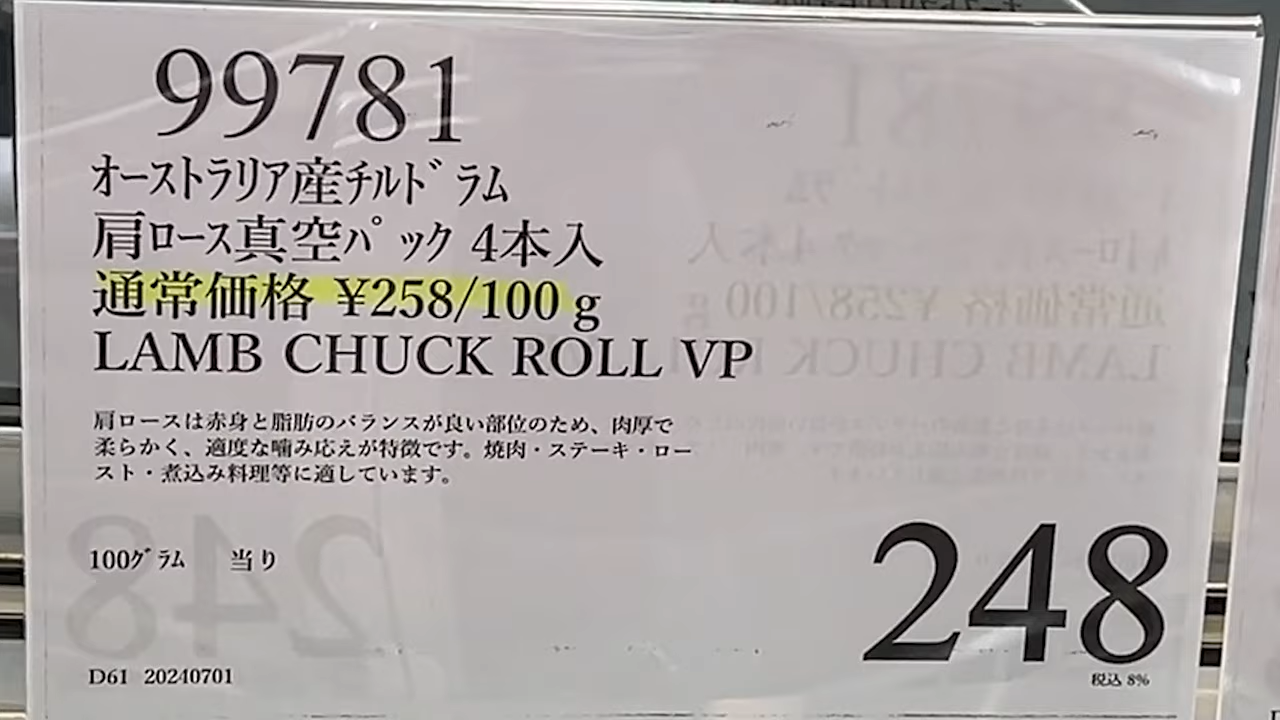 99781
オーストラリア産チルド ラム
肩ロース真空パック 4本入
通常価格 ¥258/100g
LAMB CHUCK ROLL VP
肩ロースは赤身と脂肪のバランスが良い部位のため、肉厚で
柔らかく、適度な噛み応えが特徴です。焼肉・ステーキ・ロー
スト・煮込み料理等に適しています。
100グラム 当り
248
税込 8%
D61 20240701